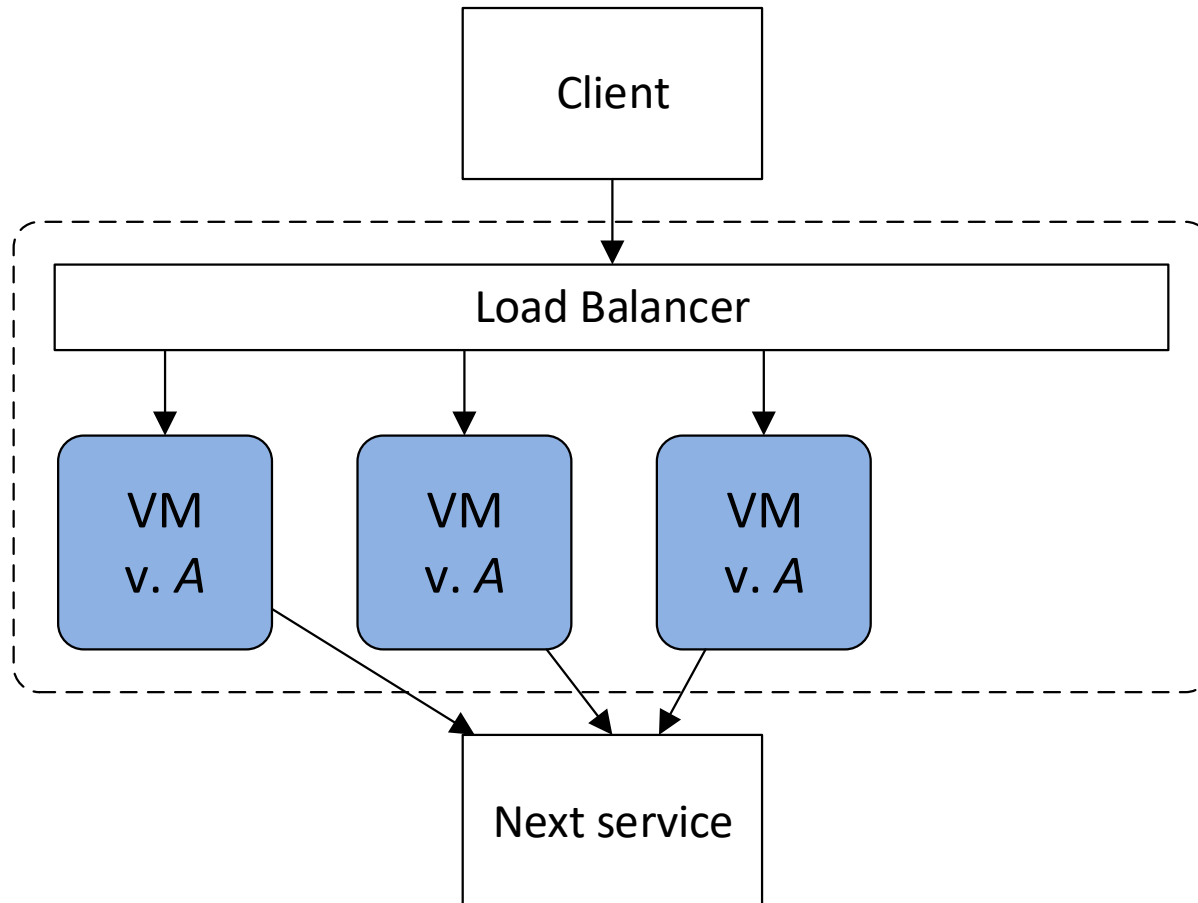 Client
Load Balancer
VM
v. A
VM
v. A
VM
v. A
Next service